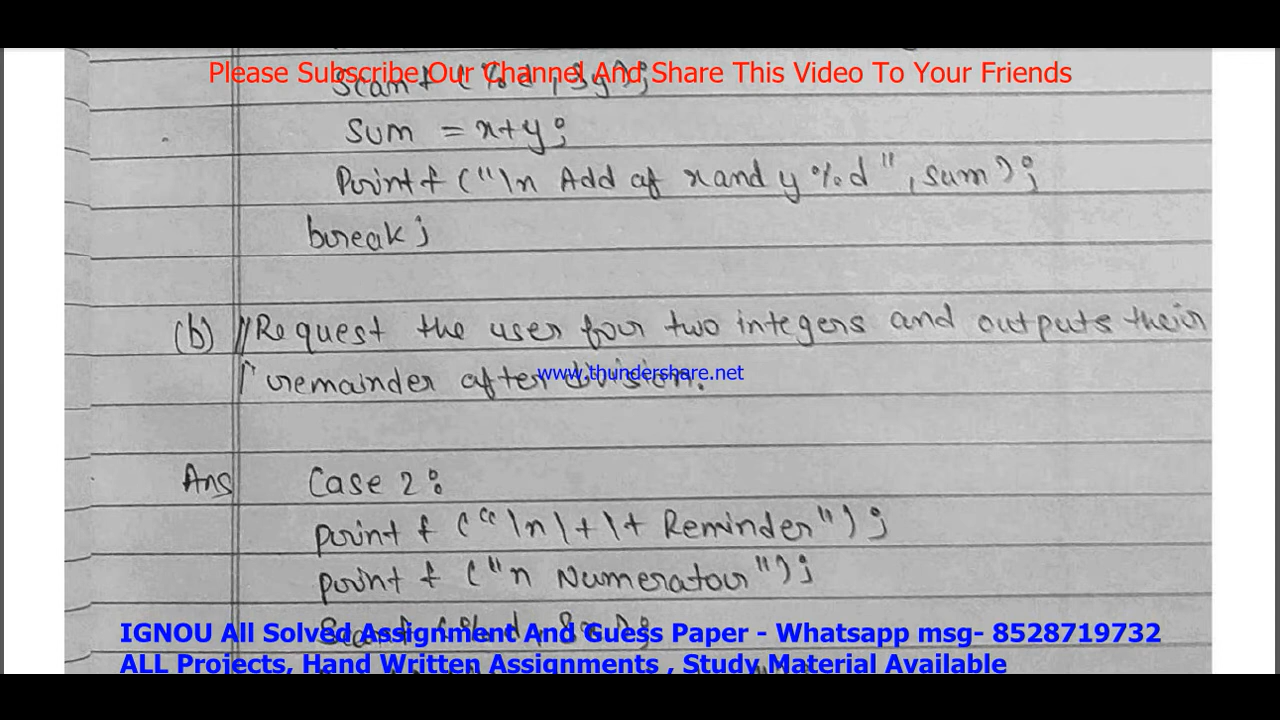 Please Subscribe Our Channel And Share This Video To Your Friends
Scanf (%d, &y);
Sum = x+y;
Printf ("\n Add of x and y %d", sum);
break;
(b) //Request the user for two integers and outputs their
remainder after division.
www.thundershare.net
Ans Case 2:
printf ("\n\t\t Reminder");
printf ("n Numerator");
Scanf (%d, &x);
IGNOU All Solved Assignment And Guess Paper - Whatsapp msg- 8528719732
ALL Projects, Hand Written Assignments , Study Material Available